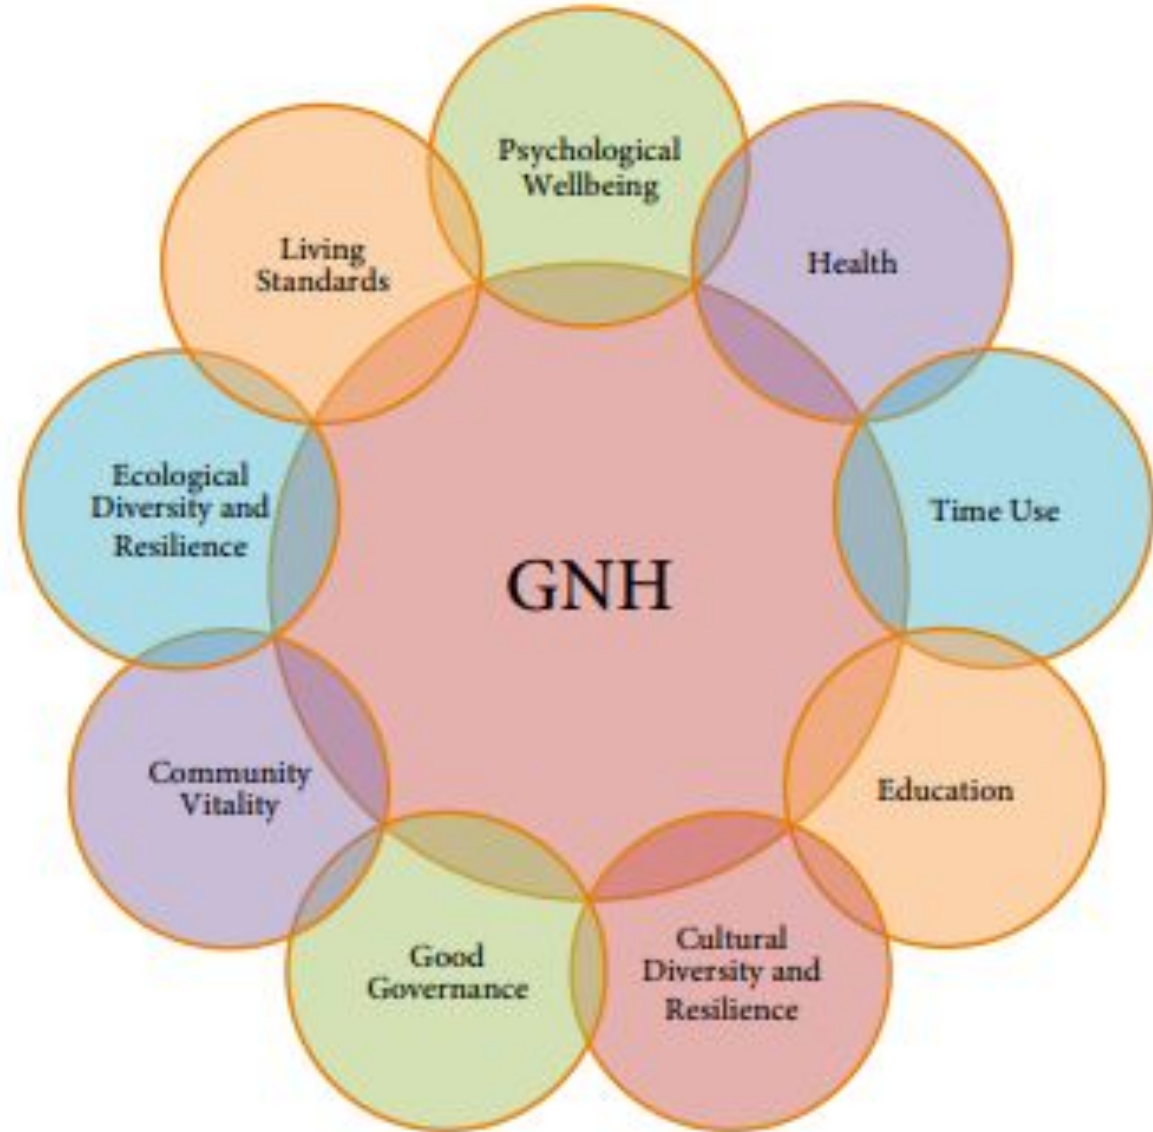 Psychological
Wellbeing
Health
Time Use
Education
Cultural
Diversity and
Resilience
Good
Governance
Community
Vitality
Ecological
Diversity and
Resilience
Living
Standards
GNH